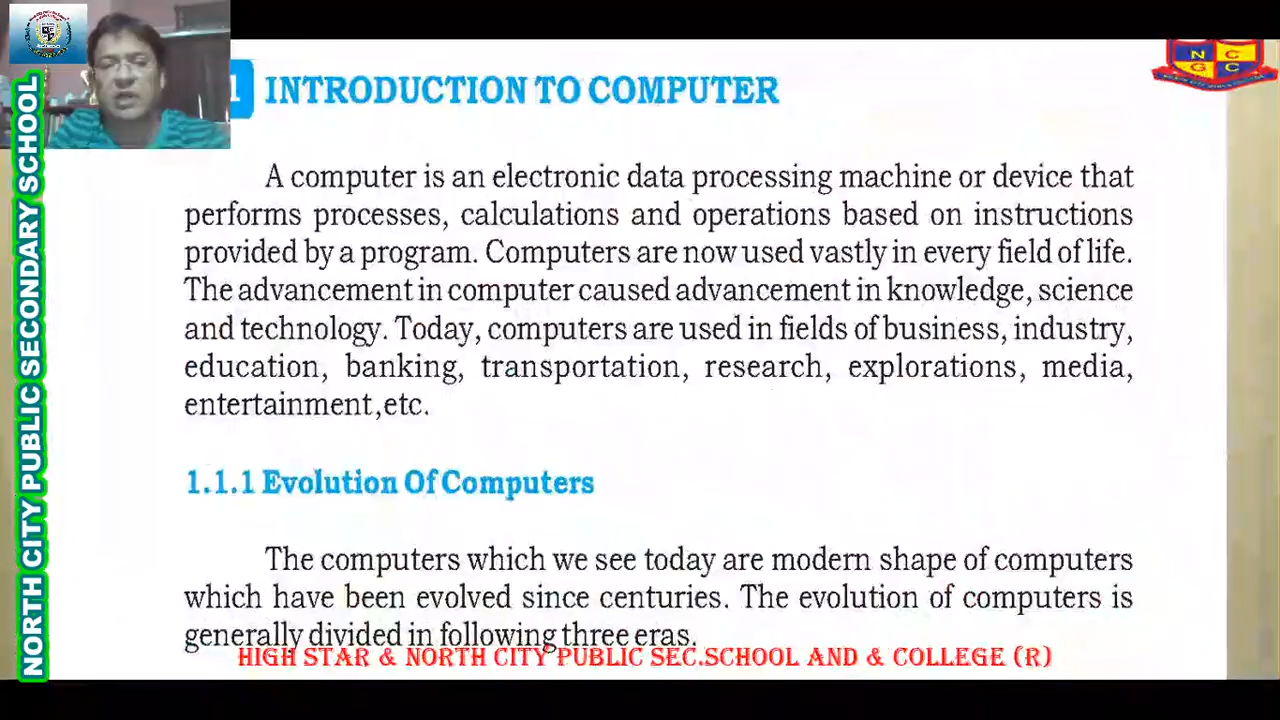 1 INTRODUCTION TO COMPUTER
A computer is an electronic data processing machine or device that
performs processes, calculations and operations based on instructions
provided by a program. Computers are now used vastly in every field of life.
The advancement in computer caused advancement in knowledge, science
and technology. Today, computers are used in fields of business, industry,
education, banking, transportation, research, explorations, media,
entertainment,etc.
1.1.1 Evolution Of Computers
The computers which we see today are modern shape of computers
which have been evolved since centuries. The evolution of computers is
generally divided in following three eras.
HIGH STAR & NORTH CITY PUBLIC SEC.SCHOOL AND & COLLEGE (R)
NORTH CITY PUBLIC SECONDARY SCHOOL
N C
G C